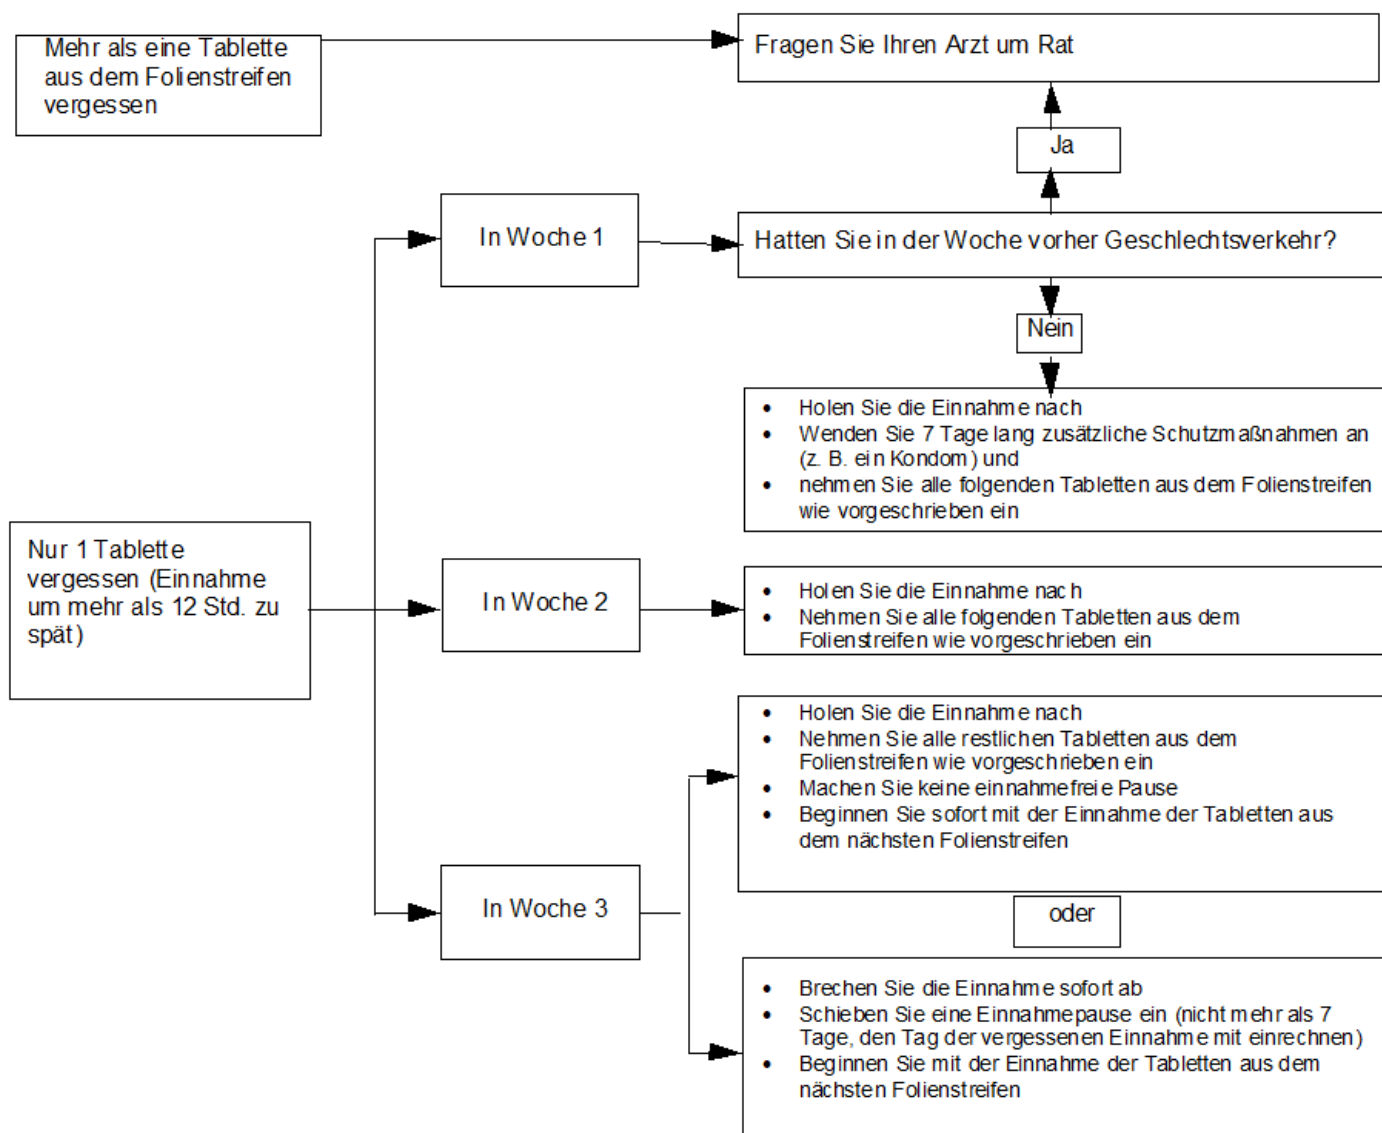 Mehr als eine Tablette
aus dem Folienstreifen
vergessen
Fragen Sie Ihren Arzt um Rat
Ja
In Woche 1
Hatten Sie in der Woche vorher Geschlechtsverkehr?
Nein
• Holen Sie die Einnahme nach
• Wenden Sie 7 Tage lang zusätzliche Schutzmaßnahmen an
(z. B. ein Kondom) und
• nehmen Sie alle folgenden Tabletten aus dem Folienstreifen
wie vorgeschrieben ein
Nur 1 Tablette
vergessen (Einnahme
um mehr als 12 Std. zu
spät)
In Woche 2
• Holen Sie die Einnahme nach
• Nehmen Sie alle folgenden Tabletten aus dem
Folienstreifen wie vorgeschrieben ein
• Holen Sie die Einnahme nach
• Nehmen Sie alle restlichen Tabletten aus dem
Folienstreifen wie vorgeschrieben ein
• Machen Sie keine einnahmefreie Pause
• Beginnen Sie sofort mit der Einnahme der Tabletten aus
dem nächsten Folienstreifen
In Woche 3
oder
• Brechen Sie die Einnahme sofort ab
• Schieben Sie eine Einnahmepause ein (nicht mehr als 7
Tage, den Tag der vergessenen Einnahme mit einrechnen)
• Beginnen Sie mit der Einnahme der Tabletten aus dem
nächsten Folienstreifen